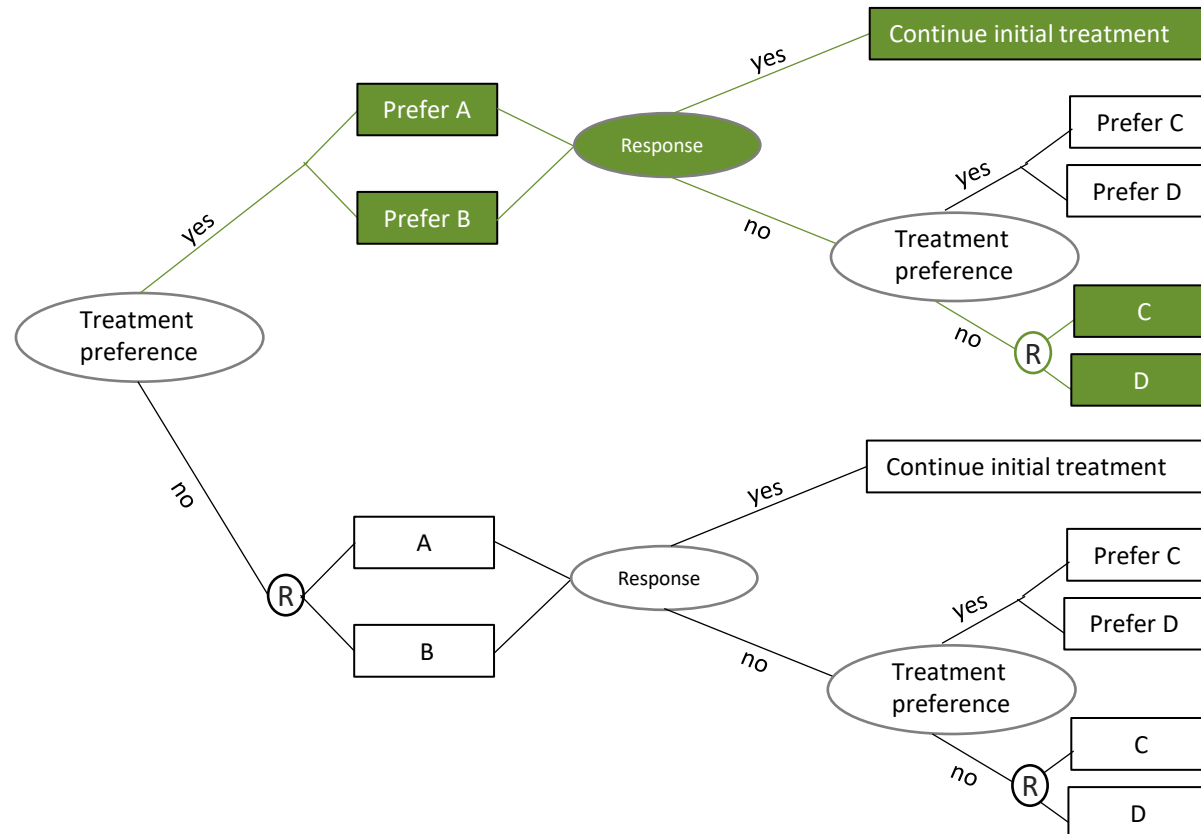 Continue initial treatment
yes
Prefer A
Response
Prefer C
yes
Prefer D
Prefer B
yes
no
Treatment
preference
Treatment
preference
C
no
R
D
no
Continue initial treatment
yes
A
Prefer C
R
Response
yes
Prefer D
B
no
Treatment
preference
C
no
R
D